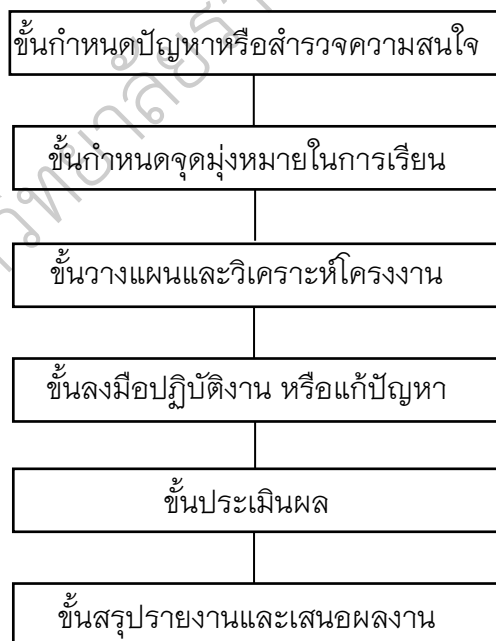 ขั้นกำหนดปัญหาหรือสำรวจความสนใจ
ขั้นกำหนดจุดมุ่งหมายในการเรียน
ขั้นวางแผนและวิเคราะห์โครงงาน
ขั้นลงมือปฏิบัติงาน หรือแก้ปัญหา
ขั้นประเมินผล
ขั้นสรุปรายงานและเสนอผลงาน